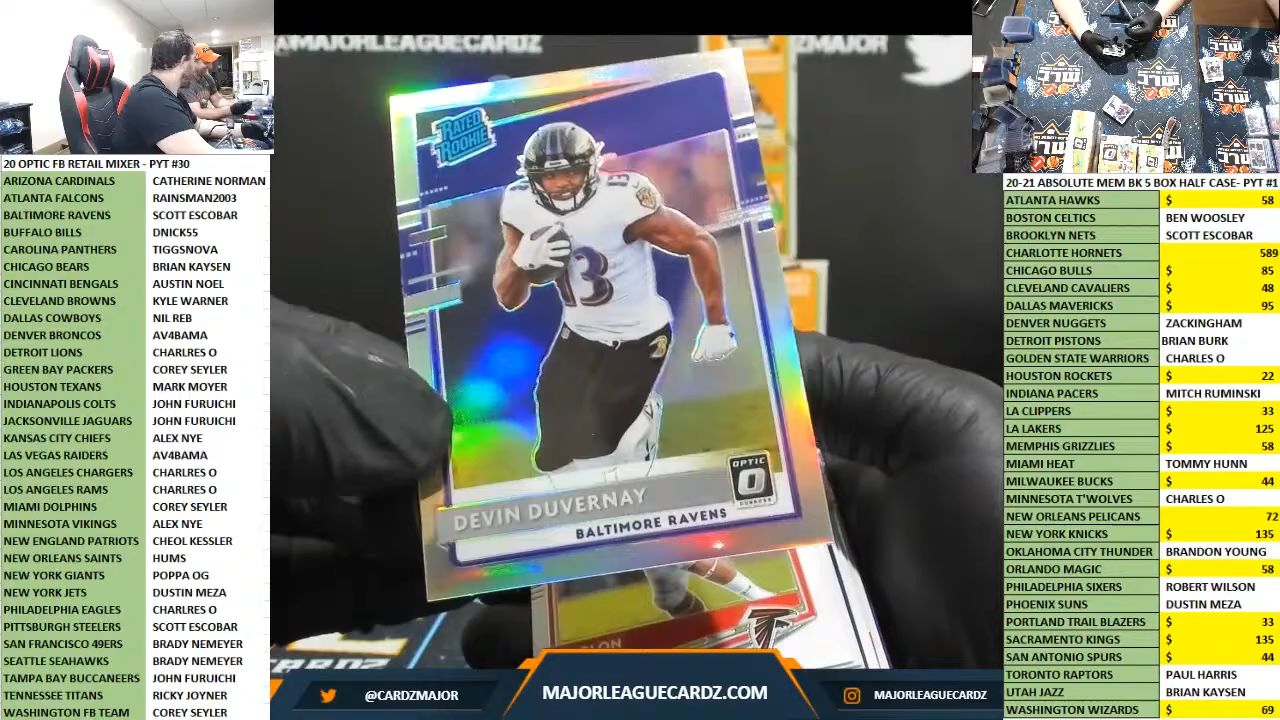 @MAJORLEAGUECARDZ
ZMAJOR
RATED ROOKIE
13
13
OPTIC
DEVIN DUVERNAY
BALTIMORE RAVENS
20 OPTIC FB RETAIL MIXER - PYT #30
ARIZONA CARDINALS CATHERINE NORMAN
ATLANTA FALCONS RAINSMAN2003
BALTIMORE RAVENS SCOTT ESCOBAR
BUFFALO BILLS DNICK55
CAROLINA PANTHERS TIGGSNOVA
CHICAGO BEARS BRIAN KAYSEN
CINCINNATI BENGALS AUSTIN NOEL
CLEVELAND BROWNS KYLE WARNER
DALLAS COWBOYS NIL REB
DENVER BRONCOS AV4BAMA
DETROIT LIONS CHARLRES O
GREEN BAY PACKERS COREY SEYLER
HOUSTON TEXANS MARK MOYER
INDIANAPOLIS COLTS JOHN FURUICHI
JACKSONVILLE JAGUARS JOHN FURUICHI
KANSAS CITY CHIEFS ALEX NYE
LAS VEGAS RAIDERS AV4BAMA
LOS ANGELES CHARGERS CHARLRES O
LOS ANGELES RAMS CHARLRES O
MIAMI DOLPHINS COREY SEYLER
MINNESOTA VIKINGS ALEX NYE
NEW ENGLAND PATRIOTS CHEOL KESSLER
NEW ORLEANS SAINTS HUMS
NEW YORK GIANTS POPPA OG
NEW YORK JETS DUSTIN MEZA
PHILADELPHIA EAGLES CHARLRES O
PITTSBURGH STEELERS SCOTT ESCOBAR
SAN FRANCISCO 49ERS BRADY NEMEYER
SEATTLE SEAHAWKS BRADY NEMEYER
TAMPA BAY BUCCANEERS JOHN FURUICHI
TENNESSEE TITANS RICKY JOYNER
WASHINGTON FB TEAM COREY SEYLER
20-21 ABSOLUTE MEM BK 5 BOX HALF CASE- PYT #1
ATLANTA HAWKS $ 58
BOSTON CELTICS BEN WOOSLEY
BROOKLYN NETS SCOTT ESCOBAR
CHARLOTTE HORNETS 589
CHICAGO BULLS $ 85
CLEVELAND CAVALIERS $ 48
DALLAS MAVERICKS $ 95
DENVER NUGGETS ZACKINGHAM
DETROIT PISTONS BRIAN BURK
GOLDEN STATE WARRIORS CHARLES O
HOUSTON ROCKETS $ 22
INDIANA PACERS MITCH RUMINSKI
LA CLIPPERS $ 33
LA LAKERS $ 125
MEMPHIS GRIZZLIES $ 58
MIAMI HEAT TOMMY HUNN
MILWAUKEE BUCKS $ 44
MINNESOTA T'WOLVES CHARLES O
NEW ORLEANS PELICANS 72
NEW YORK KNICKS $ 135
OKLAHOMA CITY THUNDER BRANDON YOUNG
ORLANDO MAGIC $ 58
PHILADELPHIA SIXERS ROBERT WILSON
PHOENIX SUNS DUSTIN MEZA
PORTLAND TRAIL BLAZERS $ 33
SACRAMENTO KINGS $ 135
SAN ANTONIO SPURS $ 44
TORONTO RAPTORS PAUL HARRIS
UTAH JAZZ BRIAN KAYSEN
WASHINGTON WIZARDS $ 69
@CARDZMAJOR
MAJORLEAGUECARDZ.COM
MAJORLEAGUECARDZ